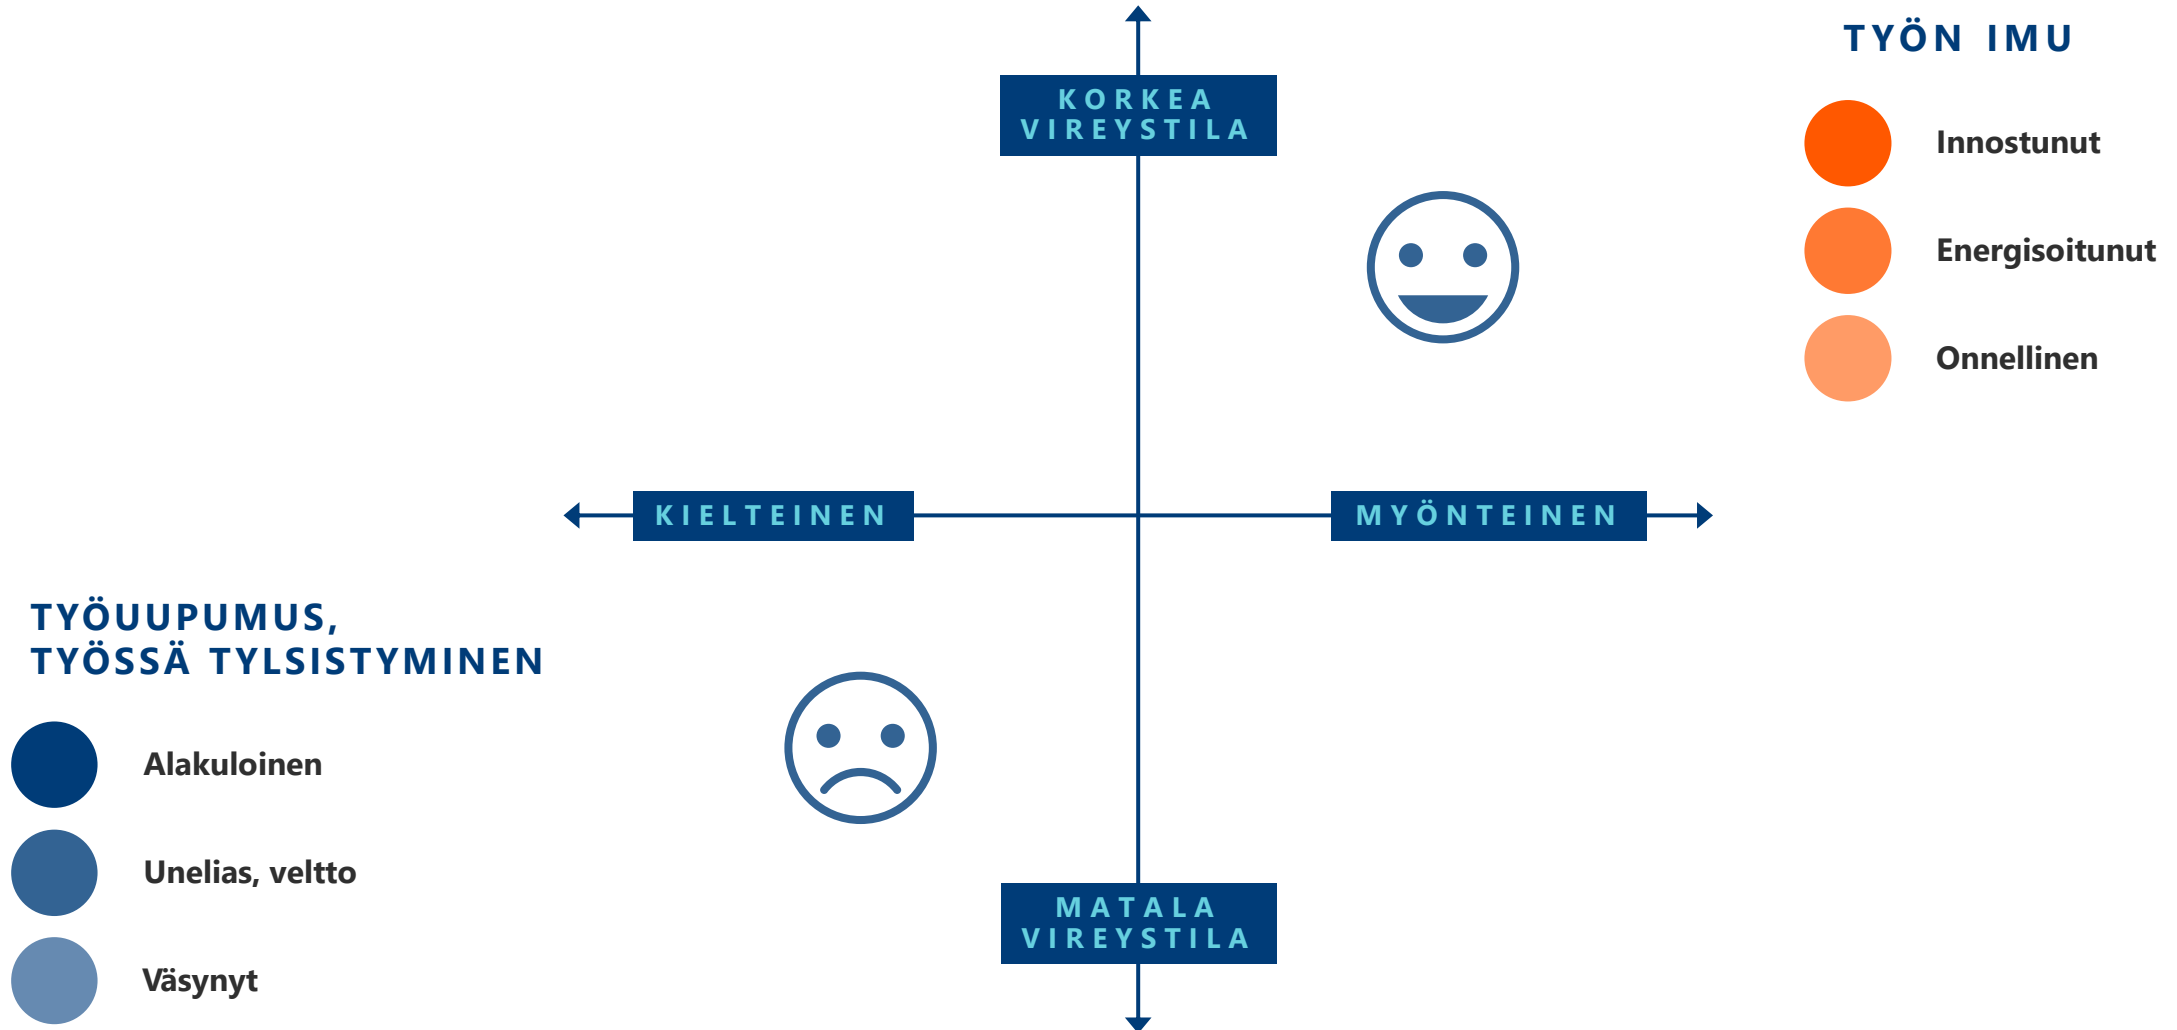 TYÖN IMU
KORKEA
VIREYSTILA
Innostunut
Energisoitunut
Onnellinen
KIELTEINEN
MYÖNTEINEN
TYÖUUPUMUS,
TYÖSSÄ TYLSISTYMINEN
Alakuloinen
Unelias, veltto
Väsynyt
MATALA
VIREYSTILA